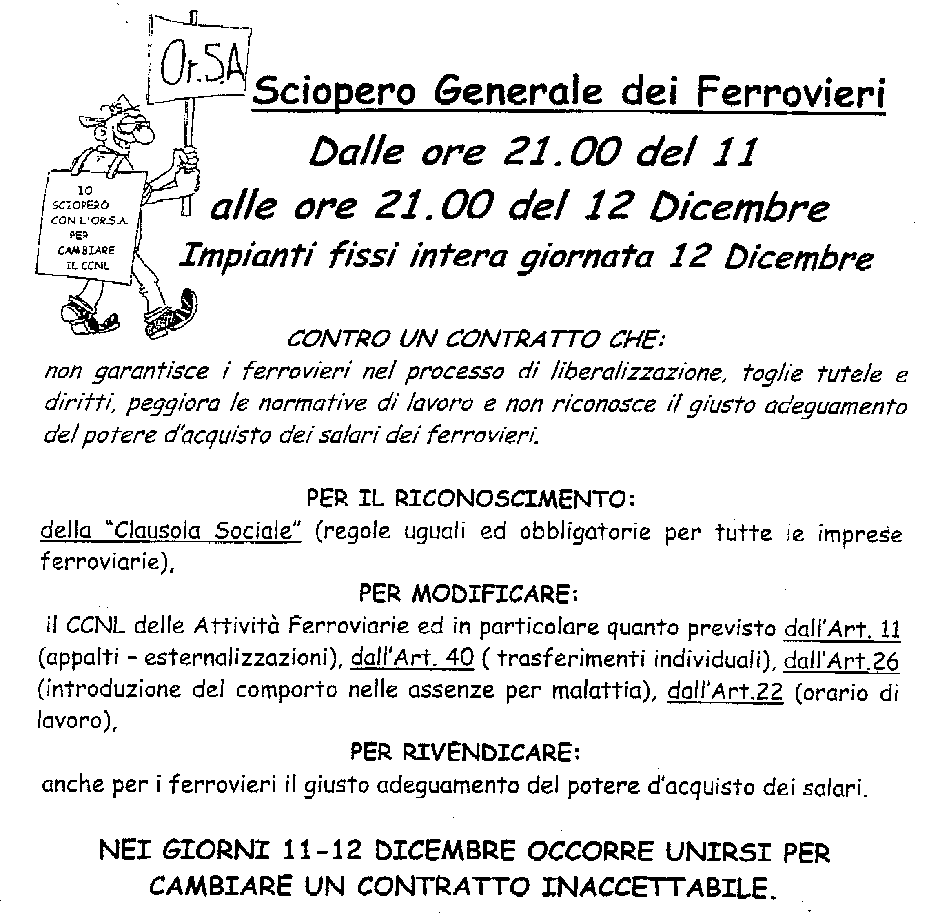 Or.S.A
Sciopero Generale dei Ferrovieri
Dalle ore 21.00 del 11
alle ore 21.00 del 12 Dicembre
Impianti fissi intera giornata 12 Dicembre
IO
SCIOPERO
CON L'OR.S.A.
PER
CAMBIARE
IL CCNL
CONTRO UN CONTRATTO CHE:
non garantisce i ferrovieri nel processo di liberalizzazione, toglie tutele e
diritti, peggiora le normative di lavoro e non riconosce il giusto adeguamento
del potere d'acquisto dei salari dei ferrovieri.
PER IL RICONOSCIMENTO:
della "Clausola Sociale" (regole uguali ed obbligatorie per tutte le imprese
ferroviarie),
PER MODIFICARE:
il CCNL delle Attività Ferroviarie ed in particolare quanto previsto dall'Art. 11
(appalti - esternalizzazioni), dall'Art. 40 ( trasferimenti individuali), dall'Art.26
(introduzione del comporto nelle assenze per malattia), dall'Art.22 (orario di
lavoro),
PER RIVENDICARE:
anche per i ferrovieri il giusto adeguamento del potere d'acquisto dei salari.
NEI GIORNI 11-12 DICEMBRE OCCORRE UNIRSI PER
CAMBIARE UN CONTRATTO INACCETTABILE.